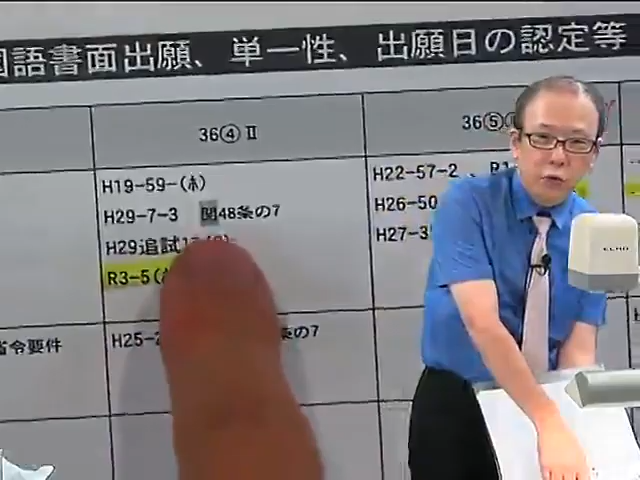 国語書面出願、単一性、出願日の認定等
36④Ⅱ
36⑤
H19-59-(ホ)
H29-7-3 関48条の7
H29追試
R3-5
H22-57-2、
H26-50
H27-3
省令要件
H25-2
条の7
ELMO